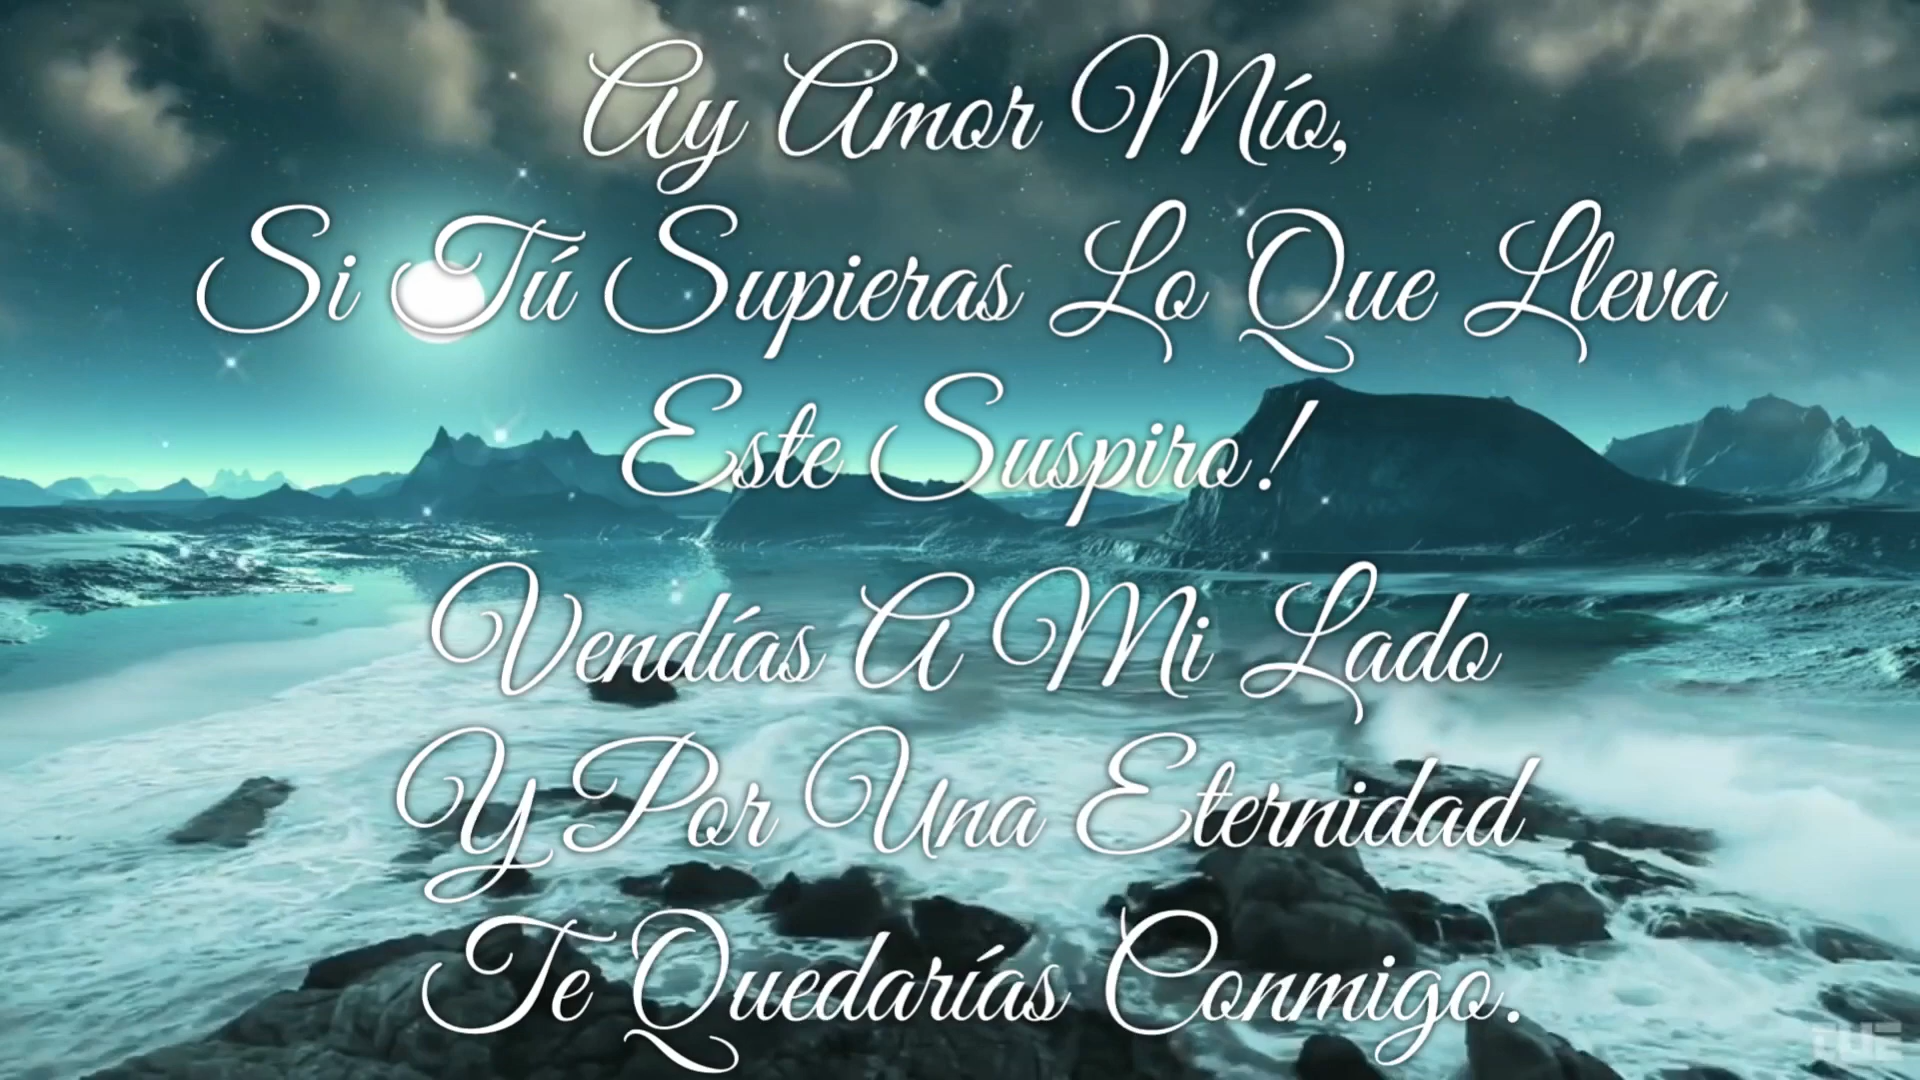 Ay Amor Mío,
Si Tú Supieras Lo Que Lleva
Este Suspiro!
Vendías A Mi Lado
Y Por Una Eternidad
Te Quedarías Conmigo.